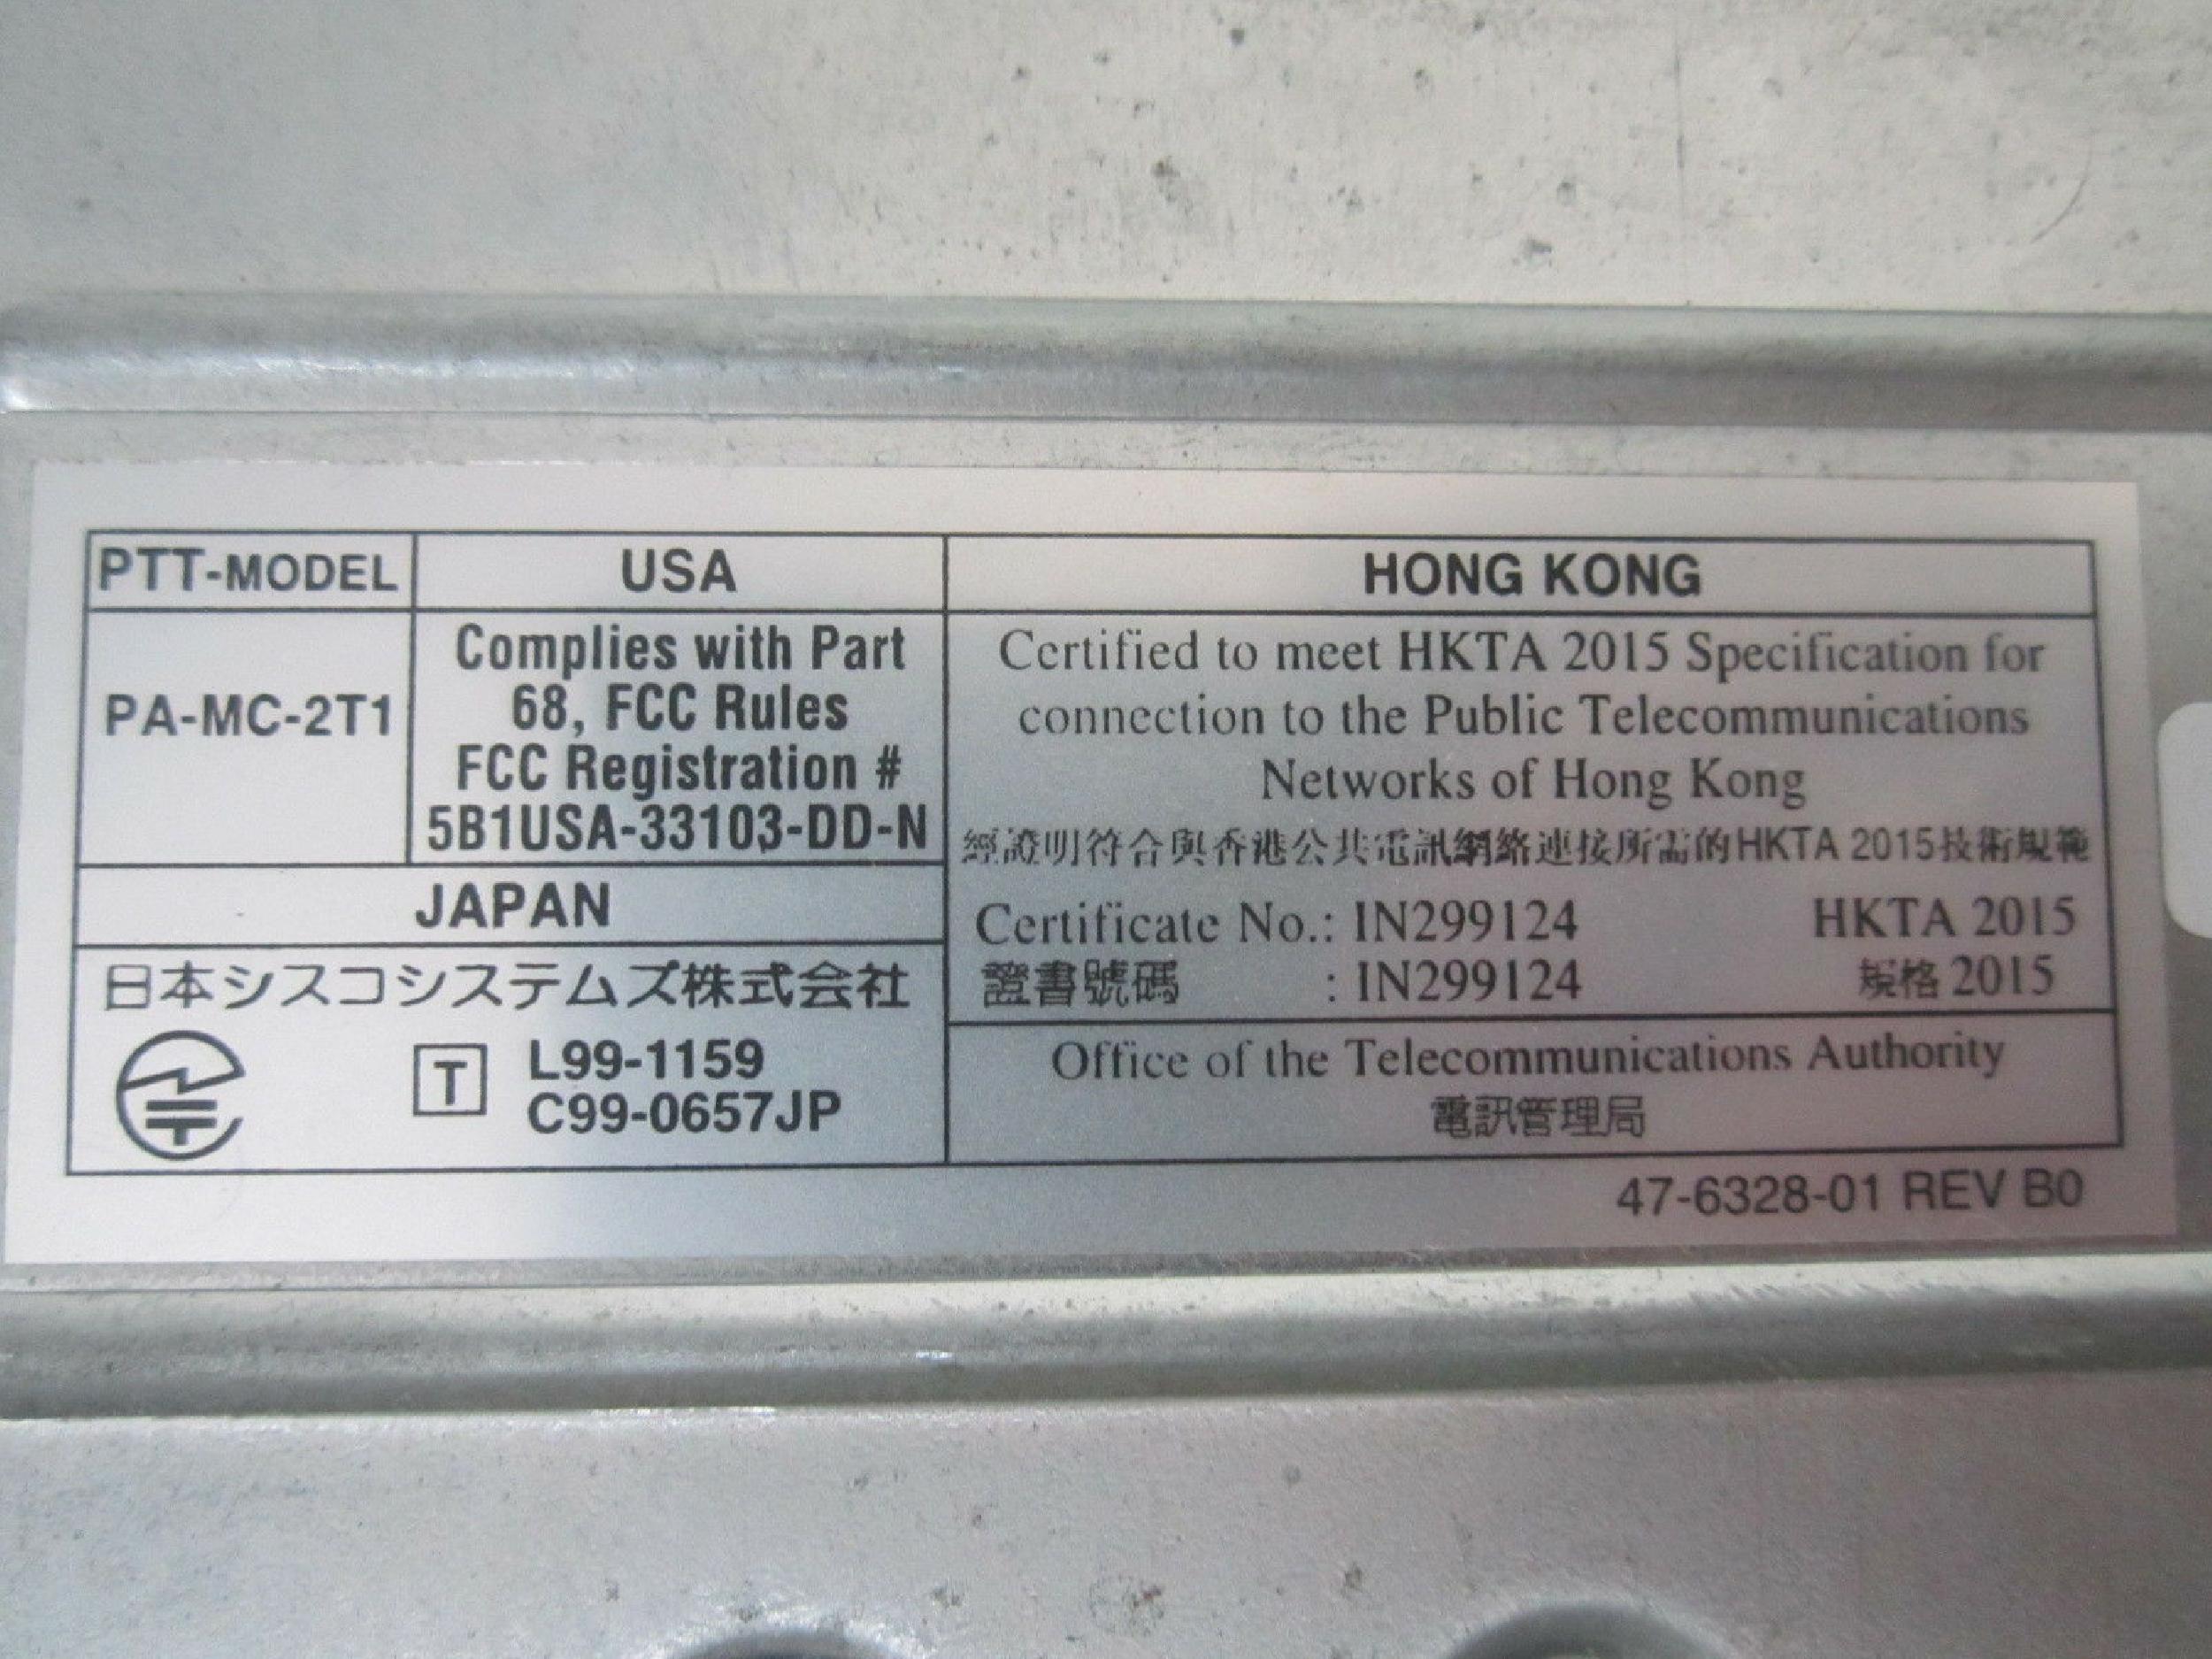 PTT-MODEL
PA-MC-2T1
USA
Complies with Part
68, FCC Rules
FCC Registration #
5B1USA-33103-DD-N
JAPAN
日本シスコシステムズ株式会社
T L99-1159
C99-0657JP
HONG KONG
Certified to meet HKTA 2015 Specification for
connection to the Public Telecommunications
Networks of Hong Kong
經證明符合與香港公共電訊網絡連接所需的HKTA 2015技術規範
Certificate No.: IN299124 HKTA 2015
證書號碼 : IN299124 規格 2015
Office of the Telecommunications Authority
電訊管理局
47-6328-01 REV B0